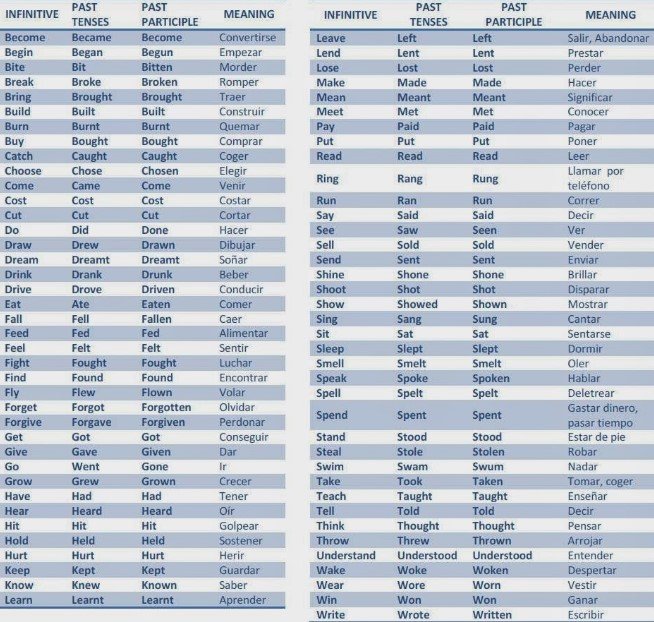 INFINITIVE PAST TENSES PAST PARTICIPLE MEANING
Become Became Become Convertirse
Begin Began Begun Empezar
Bite Bit Bitten Morder
Break Broke Broken Romper
Bring Brought Brought Traer
Build Built Built Construir
Burn Burnt Burnt Quemar
Buy Bought Bought Comprar
Catch Caught Caught Coger
Choose Chose Chosen Elegir
Come Came Come Venir
Cost Cost Cost Costar
Cut Cut Cut Cortar
Do Did Done Hacer
Draw Drew Drawn Dibujar
Dream Dreamt Dreamt Soñar
Drink Drank Drunk Beber
Drive Drove Driven Conducir
Eat Ate Eaten Comer
Fall Fell Fallen Caer
Feed Fed Fed Alimentar
Feel Felt Felt Sentir
Fight Fought Fought Luchar
Find Found Found Encontrar
Fly Flew Flown Volar
Forget Forgot Forgotten Olvidar
Forgive Forgave Forgiven Perdonar
Get Got Got Conseguir
Give Gave Given Dar
Go Went Gone Ir
Grow Grew Grown Crecer
Have Had Had Tener
Hear Heard Heard Oír
Hit Hit Hit Golpear
Hold Held Held Sostener
Hurt Hurt Hurt Herir
Keep Kept Kept Guardar
Know Knew Known Saber
Learn Learnt Learnt Aprender
INFINITIVE PAST TENSES PAST PARTICIPLE MEANING
Leave Left Left Salir, Abandonar
Lend Lent Lent Prestar
Lose Lost Lost Perder
Make Made Made Hacer
Mean Meant Meant Significar
Meet Met Met Conocer
Pay Paid Paid Pagar
Put Put Put Poner
Read Read Read Leer
Ring Rang Rung Llamar por teléfono
Run Ran Run Correr
Say Said Said Decir
See Saw Seen Ver
Sell Sold Sold Vender
Send Sent Sent Enviar
Shine Shone Shone Brillar
Shoot Shot Shot Disparar
Show Showed Shown Mostrar
Sing Sang Sung Cantar
Sit Sat Sat Sentarse
Sleep Slept Slept Dormir
Smell Smelt Smelt Oler
Speak Spoke Spoken Hablar
Spell Spelt Spelt Deletrear
Spend Spent Spent Gastar dinero, pasar tiempo
Stand Stood Stood Estar de pie
Steal Stole Stolen Robar
Swim Swam Swum Nadar
Take Took Taken Tomar, coger
Teach Taught Taught Enseñar
Tell Told Told Decir
Think Thought Thought Pensar
Throw Threw Thrown Arrojar
Understand Understood Understood Entender
Wake Woke Woken Despertar
Wear Wore Worn Vestir
Win Won Won Ganar
Write Wrote Written Escribir